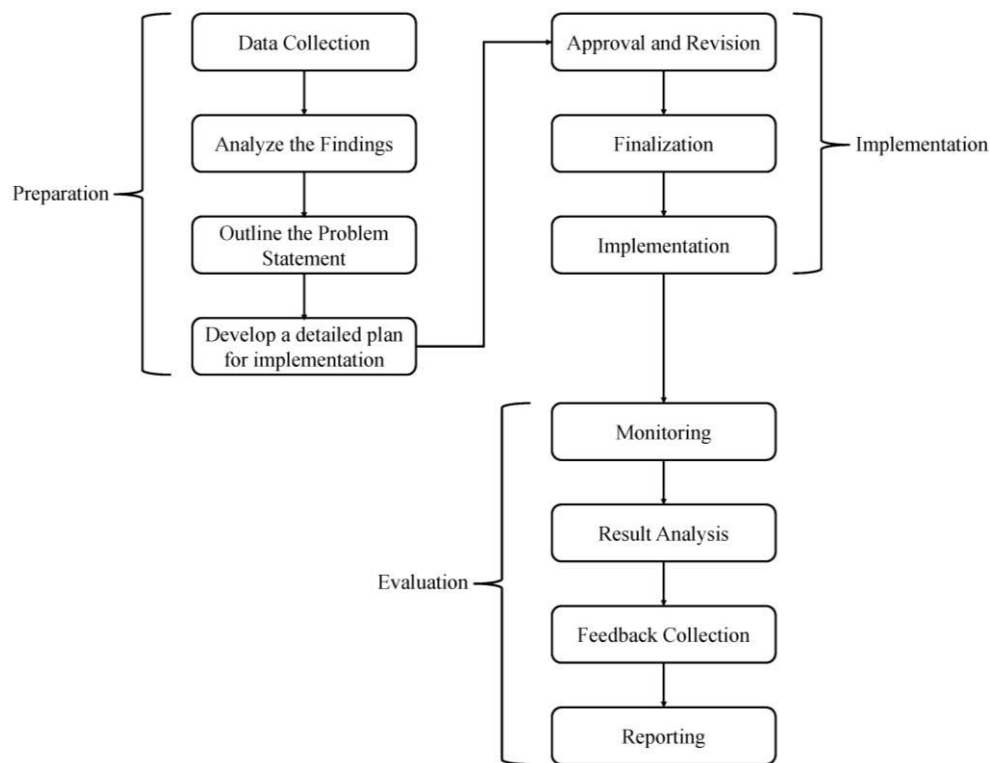 Preparation
Data Collection
Analyze the Findings
Outline the Problem
Statement
Develop a detailed plan
for implementation
Approval and Revision
Finalization
Implementation
Implementation
Evaluation
Monitoring
Result Analysis
Feedback Collection
Reporting